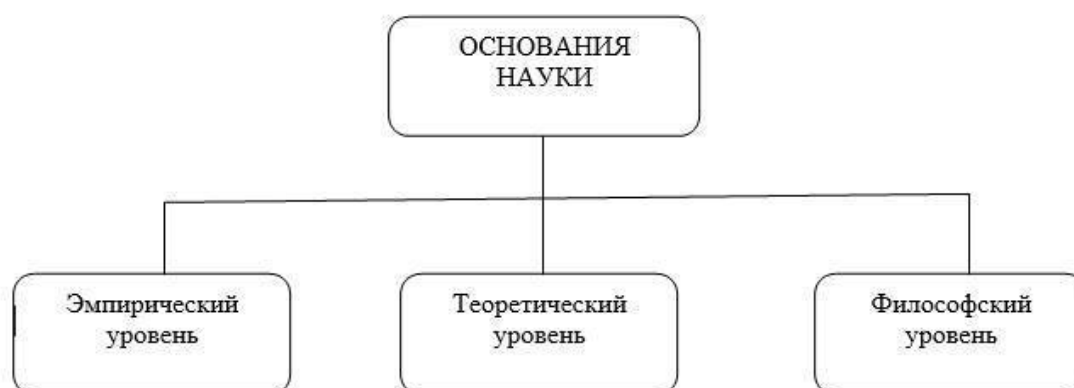 ОСНОВАНИЯ
НАУКИ
Эмпирический
уровень
Теоретический
уровень
Философский
уровень